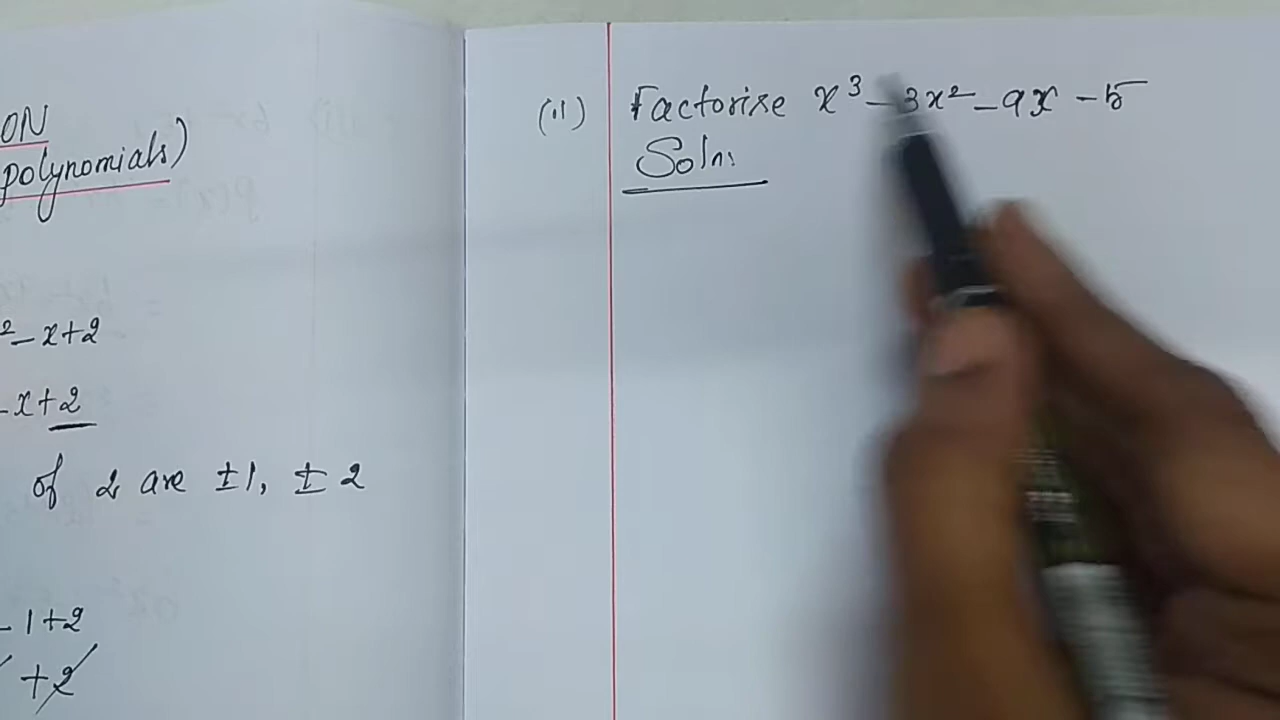 ON
polynomials)
² - x + 2
- x + 2
of 2 are ±1, ± 2
- 1 + 2
+ 2
(ii) Factorise x³ - 3x² - 9x - 5
Soln: